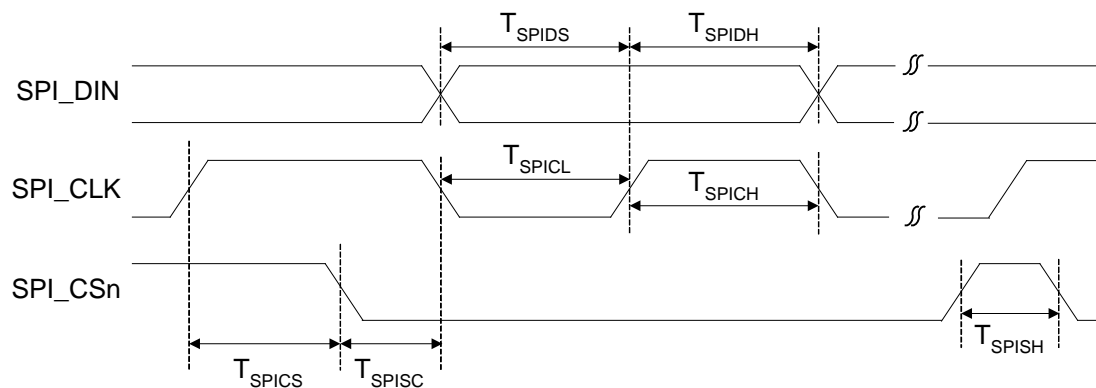 T_SPIDS T_SPIDH
SPI_DIN
T_SPICL
SPI_CLK
T_SPICH
SPI_CSn
T_SPICS T_SPISC T_SPISH